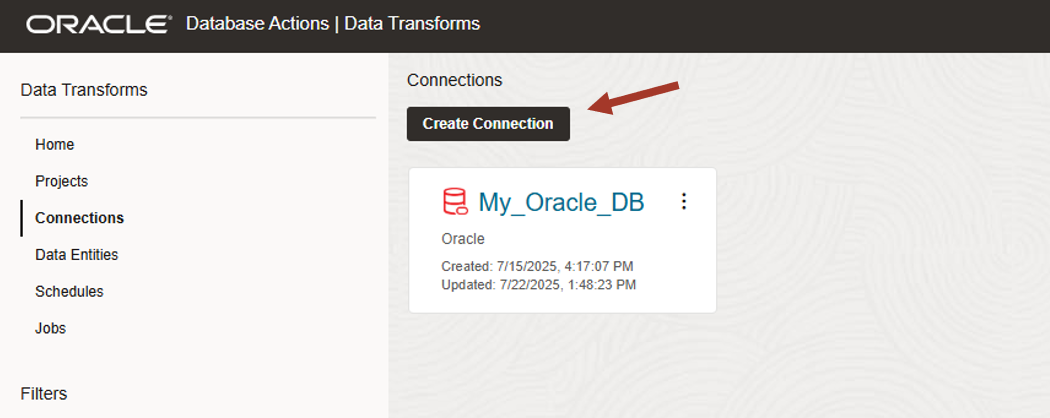 ORACLE® Database Actions | Data Transforms
Data Transforms
Home
Projects
Connections
Data Entities
Schedules
Jobs
Filters
Connections
Create Connection
My_Oracle_DB
Oracle
Created: 7/15/2025, 4:17:07 PM
Updated: 7/22/2025, 1:48:23 PM